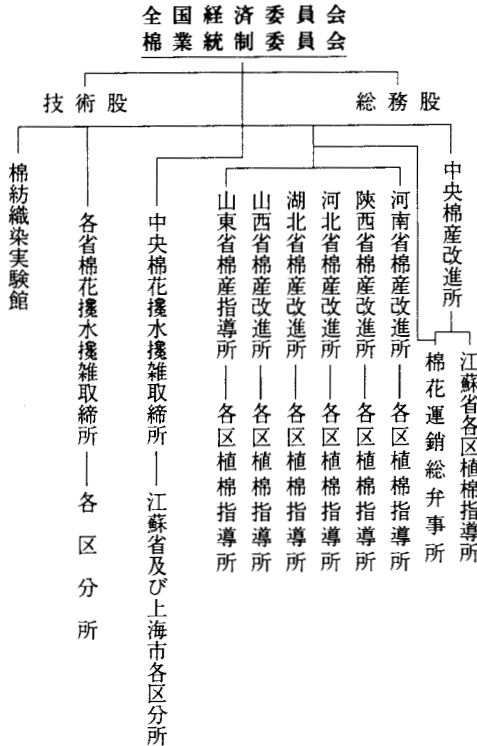 全国経済委員会
棉業統制委員会
総務股
技術股
中央棉産改進所
江蘇省各区植棉指導所
棉花運銷総弁事所
河南省棉産改進所
各区植棉指導所
陝西省棉産改進所
各区植棉指導所
河北省棉産改進所
各区植棉指導所
湖北省棉産改進所
各区植棉指導所
山西省棉産改進所
各区植棉指導所
山東省棉産指導所
各区植棉指導所
中央棉花攙水攙雑取締所
江蘇省及び上海市各区分所
各省棉花攙水攙雑取締所
各区分所
棉紡織染実験館